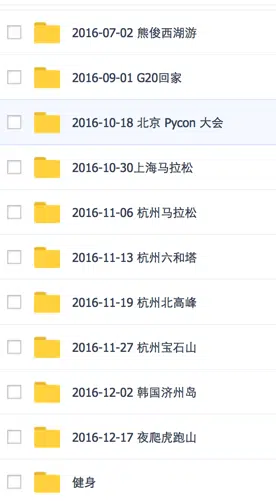 2016-07-02 熊俊西湖游
2016-09-01 G20回家
2016-10-18 北京 Pycon 大会
2016-10-30上海马拉松
2016-11-06 杭州马拉松
2016-11-13 杭州六和塔
2016-11-19 杭州北高峰
2016-11-27 杭州宝石山
2016-12-02 韩国济州岛
2016-12-17 夜爬虎跑山
健身